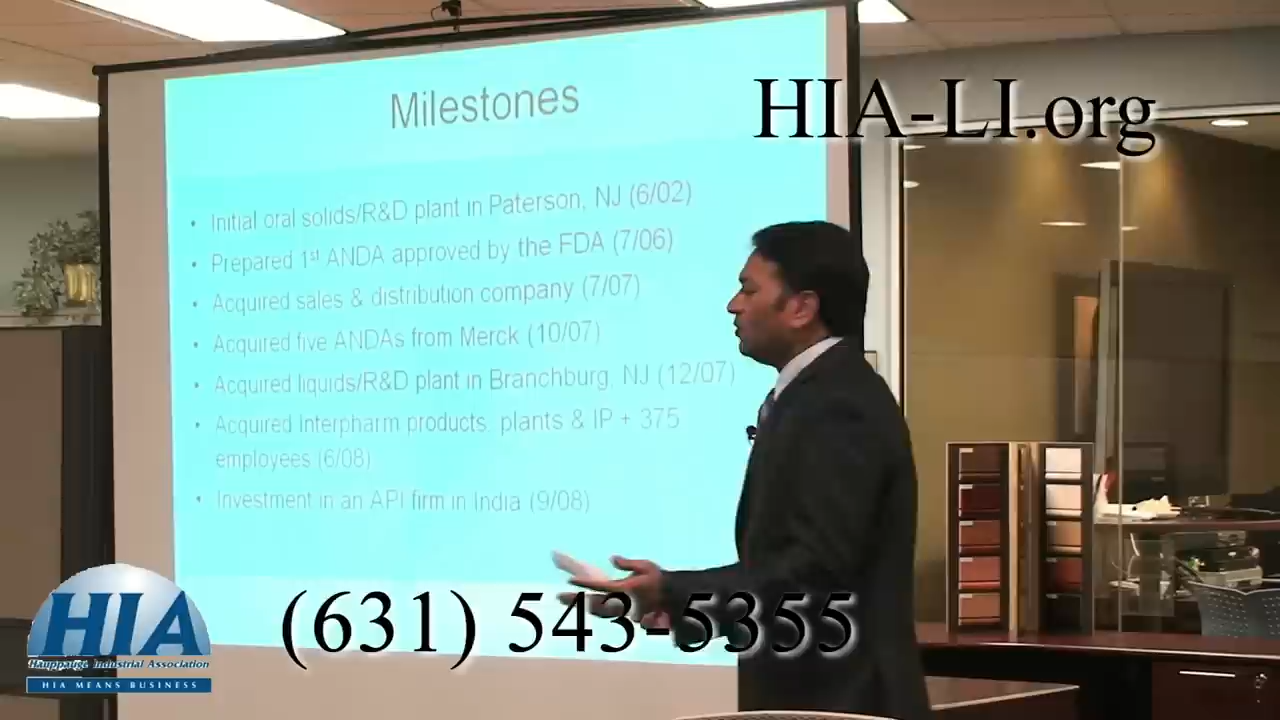 Milestones
HIA-LI.org
• Initial oral solids/R&D plant in Paterson, NJ (6/02)
• Prepared 1st ANDA approved by the FDA (7/06)
• Acquired sales & distribution company (7/07)
• Acquired five ANDAs from Merck (10/07)
• Acquired liquids/R&D plant in Branchburg, NJ (12/07)
• Acquired Interpharm products, plants & IP + 375
employees (6/08)
• Investment in an API firm in India (9/08)
(631) 543-5355
HIA
Hauppauge Industrial Association
HIA MEANS BUSINESS